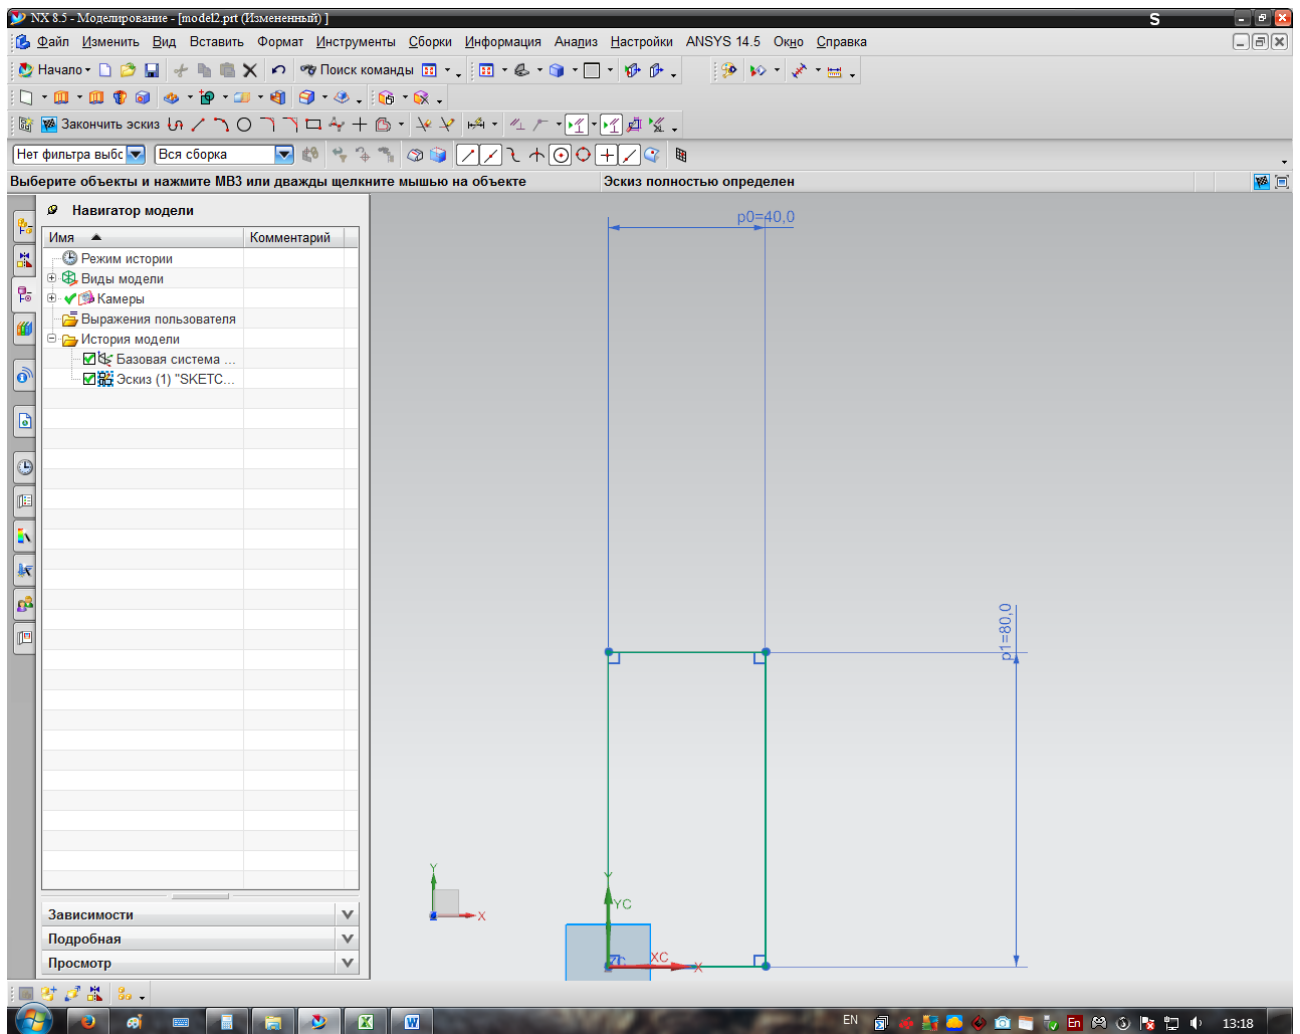 NX 8.5 - Моделирование - [model2.prt (Измененный) ]
S
Файл Изменить Вид Вставить Формат Инструменты Сборки Информация Анализ Настройки ANSYS 14.5 Окно Справка
Начало Поиск команды
Закончить эскиз
Нет фильтра выбс Вся сборка
Выберите объекты и нажмите MB3 или дважды щелкните мышью на объекте Эскиз полностью определен
Навигатор модели
Имя Комментарий
Режим истории
Виды модели
Камеры
Выражения пользователя
История модели
Базовая система ...
Эскиз (1) "SKETC...
p0=40,0
p1=80,0
Y
X
Y
YC
XC
X
ZC
Зависимости
Подробная
Просмотр
EN
En
13:18